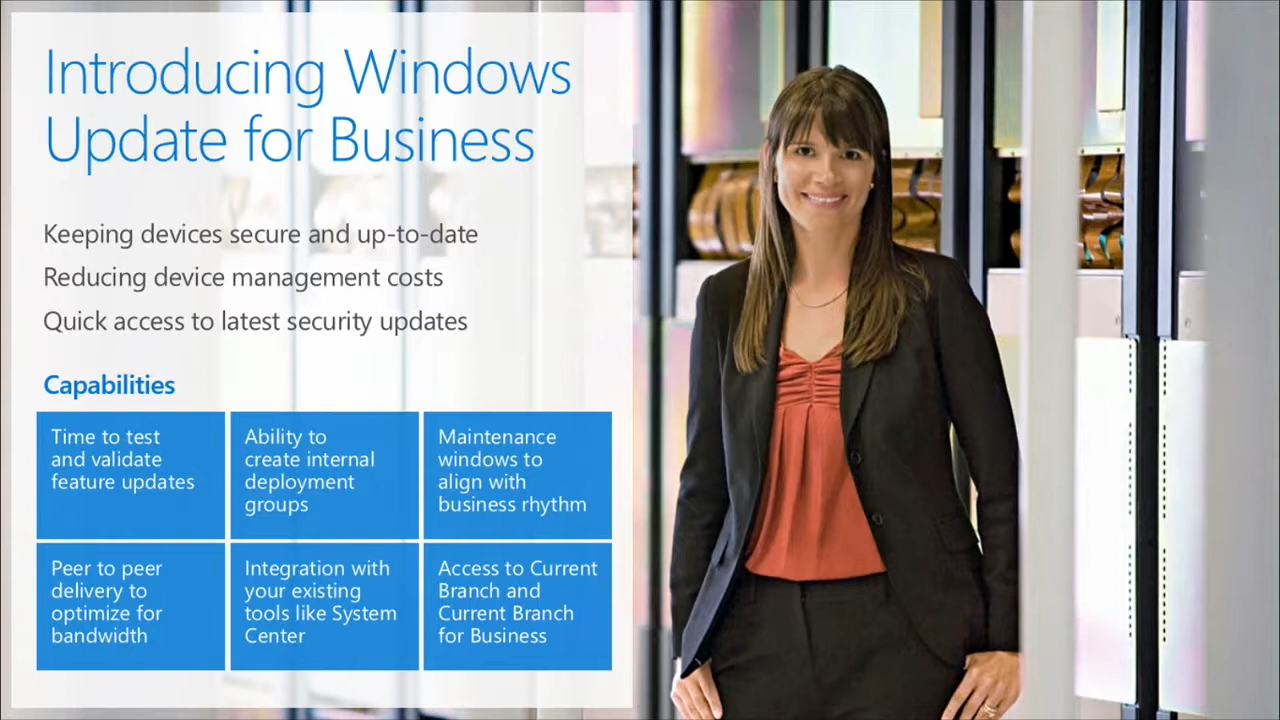 Introducing Windows
Update for Business
Keeping devices secure and up-to-date
Reducing device management costs
Quick access to latest security updates
Capabilities
Time to test
and validate
feature updates
Ability to
create internal
deployment
groups
Maintenance
windows to
align with
business rhythm
Peer to peer
delivery to
optimize for
bandwidth
Integration with
your existing
tools like System
Center
Access to Current
Branch and
Current Branch
for Business